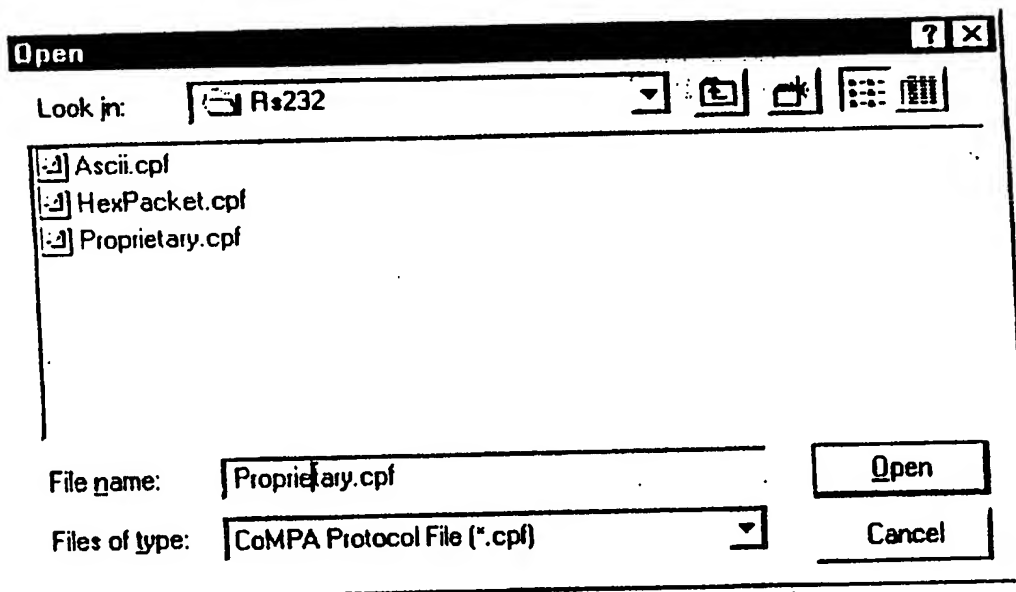 Open
Look in: Rs232
Ascii.cpf
HexPacket.cpf
Proprietary.cpf
File name: Proprietary.cpf Open
Files of type: CoMPA Protocol File (*.cpf) Cancel